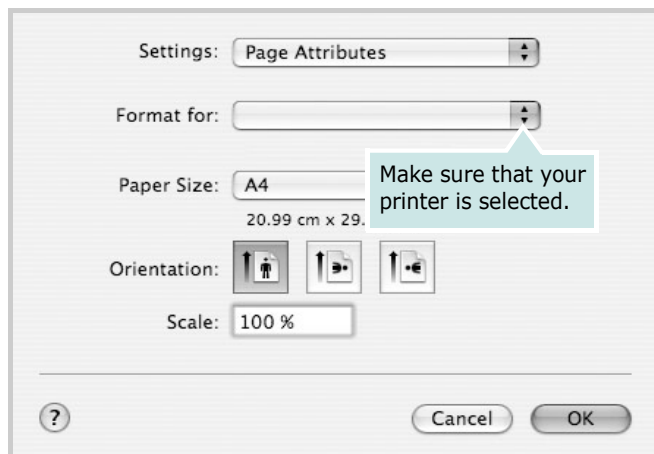 Settings: Page Attributes
Format for:
Make sure that your
printer is selected.
Paper Size: A4
20.99 cm x 29.
Orientation:
Scale: 100 %
? Cancel OK